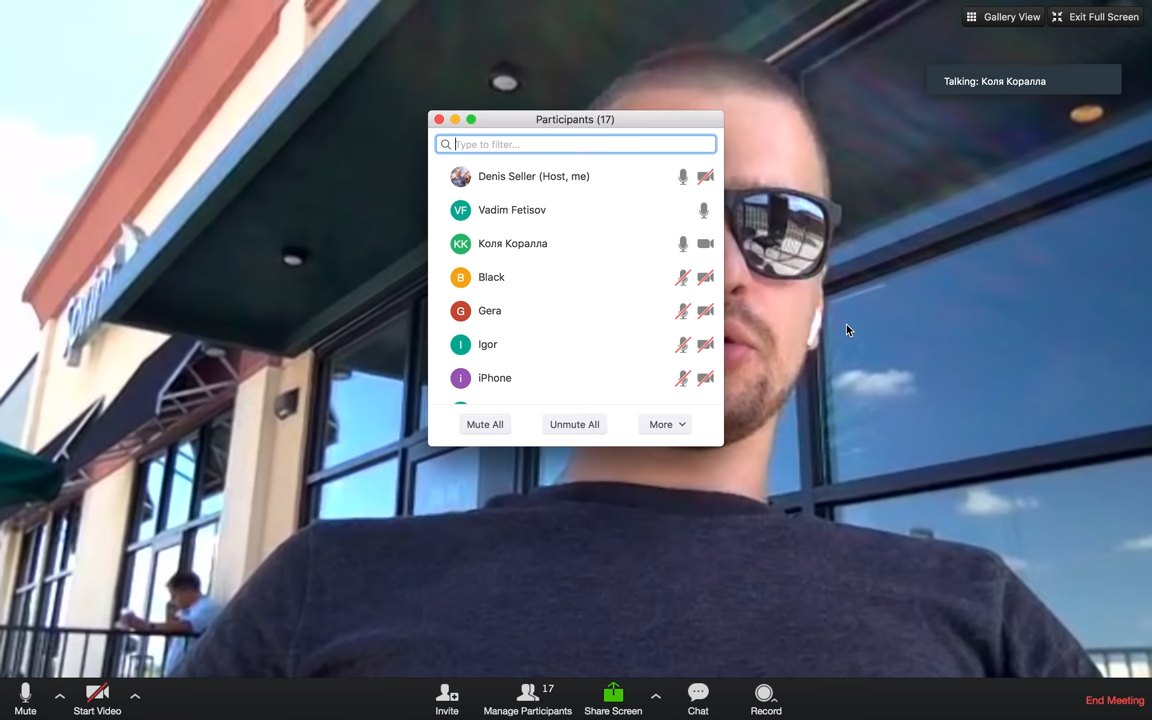 Gallery View
Exit Full Screen
Talking: Коля Коралла
Participants (17)
Type to filter...
Denis Seller (Host, me)
VF Vadim Fetisov
KK Коля Коралла
B Black
G Gera
I Igor
i iPhone
Mute All
Unmute All
More
Mute
Start Video
Invite
17
Manage Participants
Share Screen
Chat
Record
End Meeting